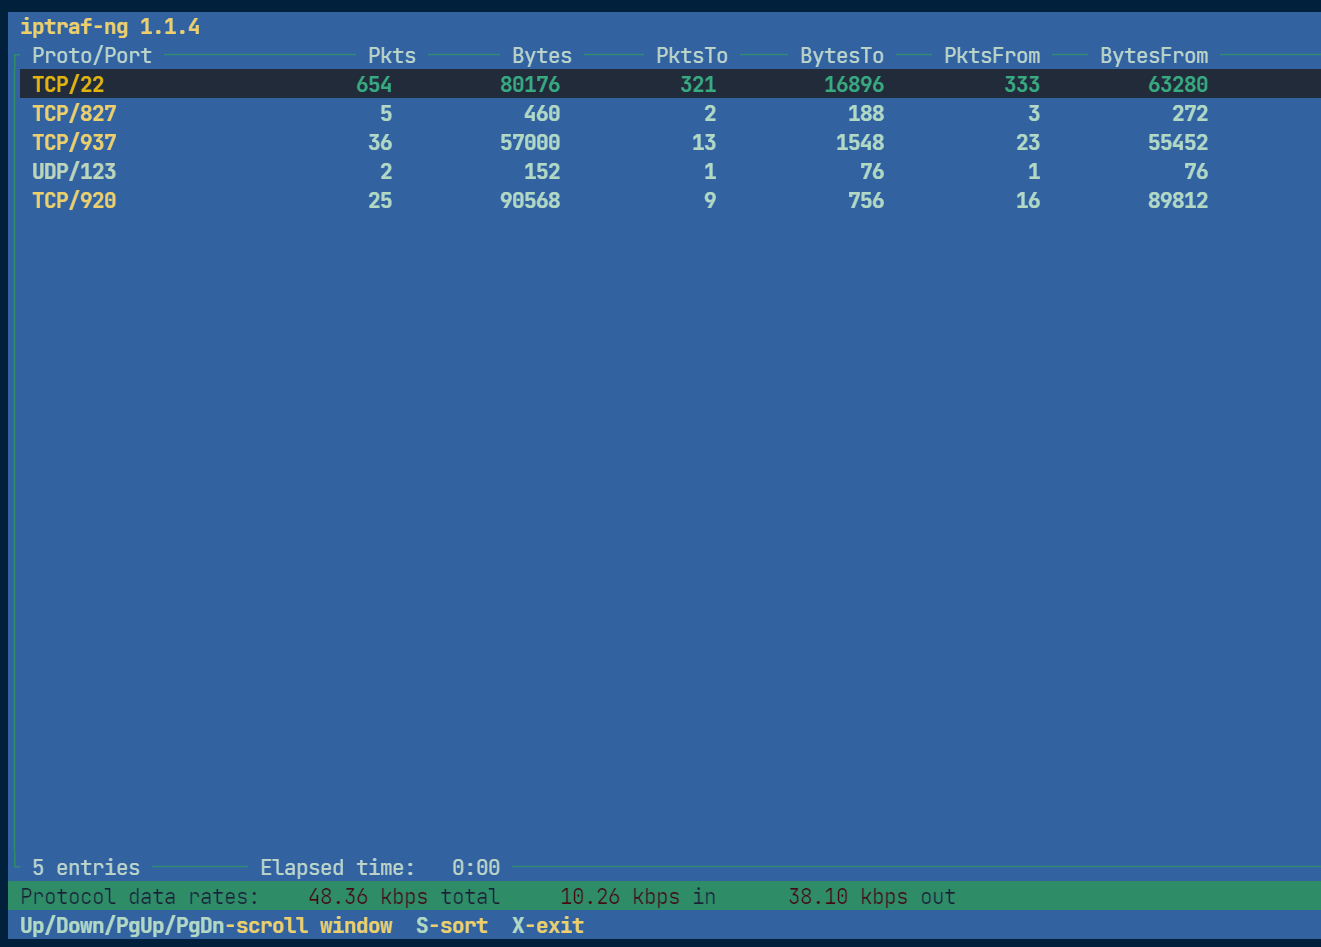 iptraf-ng 1.1.4
Proto/Port Pkts Bytes PktsTo BytesTo PktsFrom BytesFrom
TCP/22 654 80176 321 16896 333 63280
TCP/827 5 460 2 188 3 272
TCP/937 36 57000 13 1548 23 55452
UDP/123 2 152 1 76 1 76
TCP/920 25 90568 9 756 16 89812
5 entries Elapsed time: 0:00
Protocol data rates: 48.36 kbps total 10.26 kbps in 38.10 kbps out
Up/Down/PgUp/PgDn-scroll window S-sort X-exit